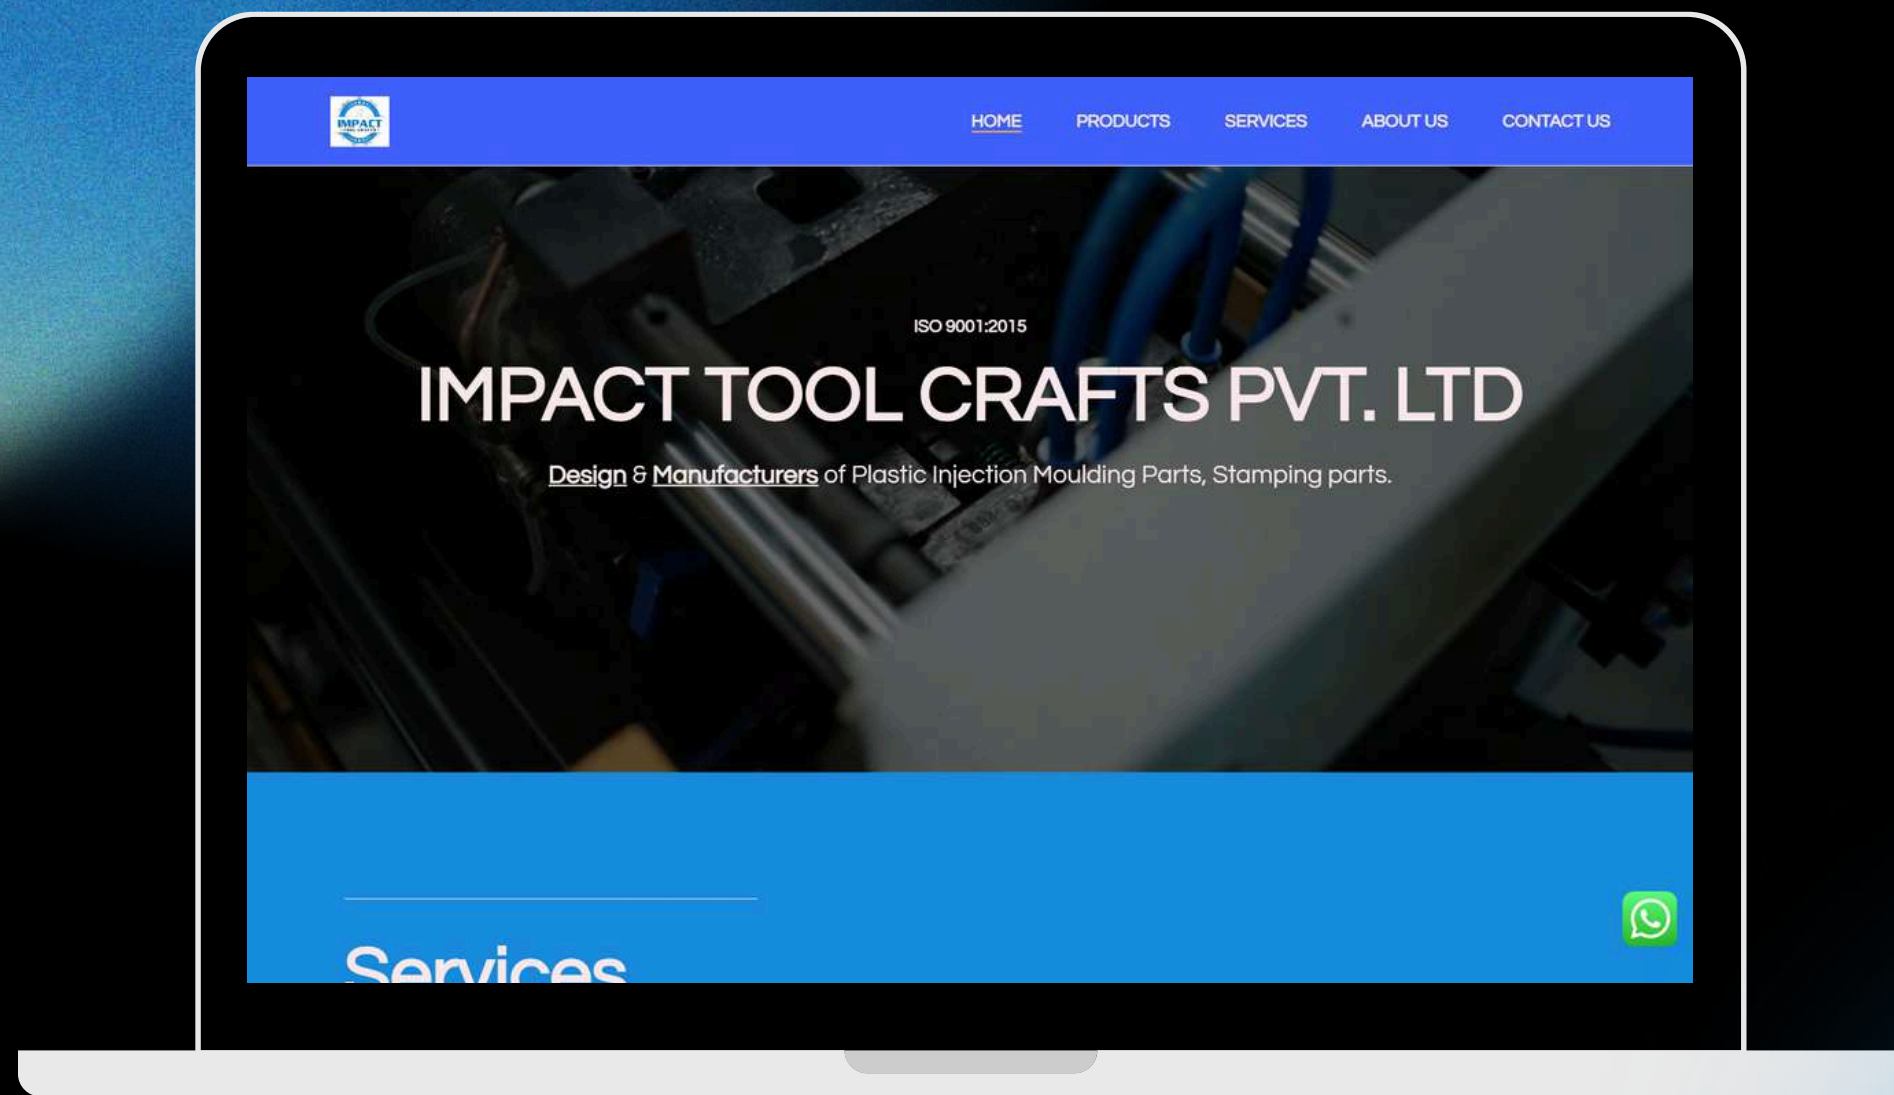 IMPACT
HOME PRODUCTS SERVICES ABOUT US CONTACT US
ISO 9001:2015
IMPACT TOOL CRAFTS PVT. LTD
Design & Manufacturers of Plastic Injection Moulding Parts, Stamping parts.
Services